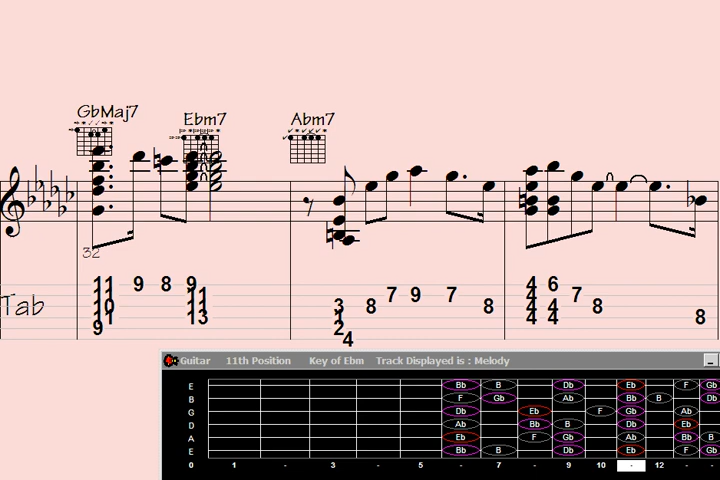 GbMaj7 Ebm7 Abm7
32
Tab
11 9 8 9 4 6
11 11 7 9 7 4 4 7
10 11 3 8 8 4 4 8
11 13 1 4 4 8
9 2
4
Guitar 11th Position Key of Ebm Track Displayed is : Melody
E Bb B Db Eb F Gb
B F Gb Ab Bb B Db
G Db Eb F Gb Ab
D Ab Bb B Db Eb
A Eb F Gb Ab Bb B
E Bb B Db Eb F Gb
0 1 - 3 - 5 - 7 - 9 10 - 12 - -